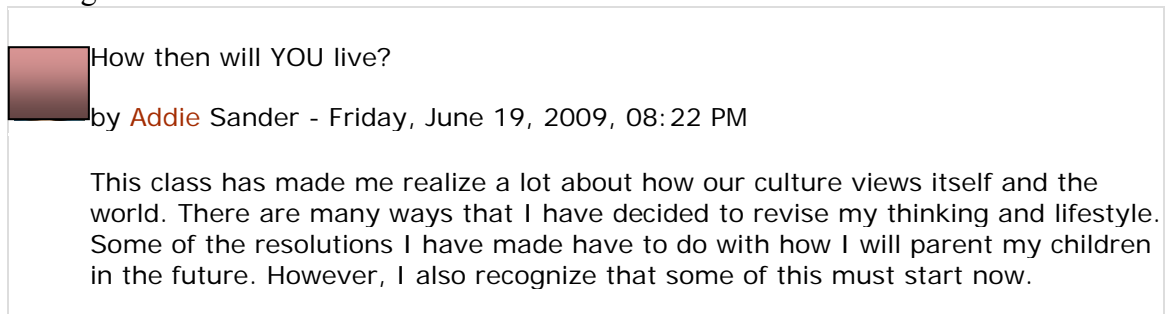 How then will YOU live?
by Addie Sander - Friday, June 19, 2009, 08:22 PM
This class has made me realize a lot about how our culture views itself and the
world. There are many ways that I have decided to revise my thinking and lifestyle.
Some of the resolutions I have made have to do with how I will parent my children
in the future. However, I also recognize that some of this must start now.